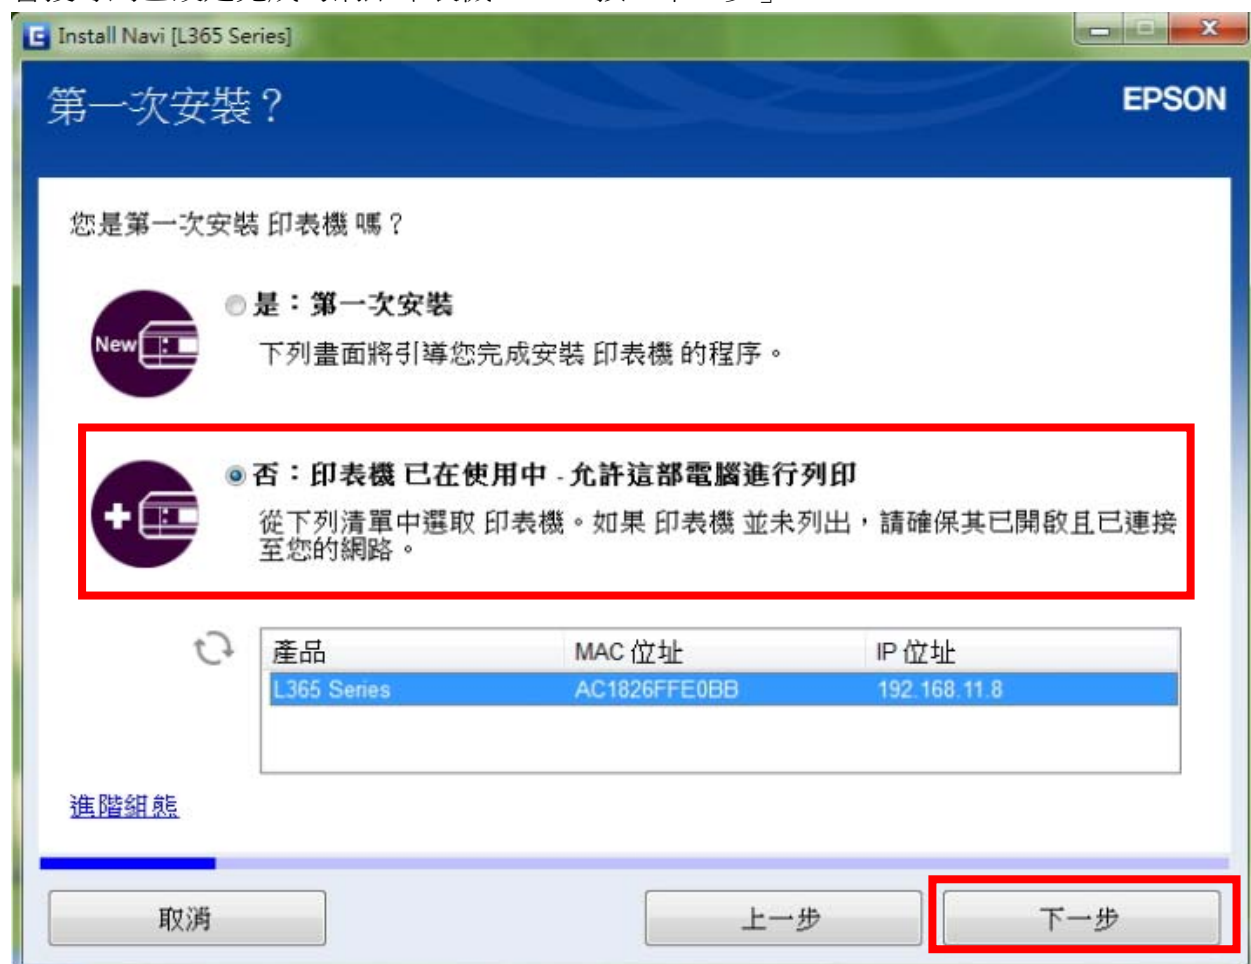 Install Navi [L365 Series]
第一次安裝？
EPSON
您是第一次安裝 印表機 嗎？
New
是：第一次安裝
下列畫面將引導您完成安裝 印表機 的程序。
否：印表機 已在使用中 - 允許這部電腦進行列印
從下列清單中選取 印表機。如果 印表機 並未列出，請確保其已開啟且已連接
至您的網路。
產品 MAC 位址 IP 位址
L365 Series AC1826FFE0BB 192.168.11.8
進階組態
取消 上一步 下一步